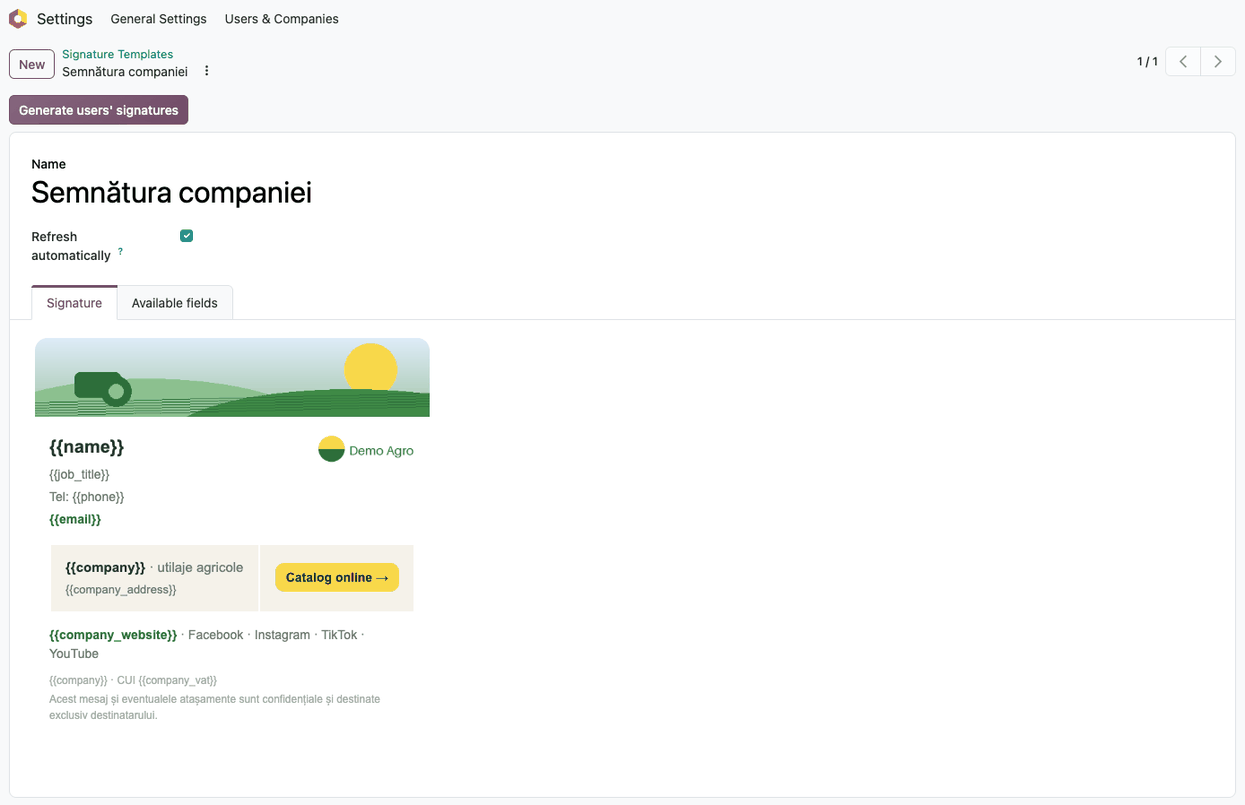 Settings General Settings Users & Companies
New
Signature Templates
Semnătura companiei
1 / 1
Generate users' signatures
Name
Semnătura companiei
Refresh
automatically ?
Signature Available fields
{{name}}
Demo Agro
{{job_title}}
Tel: {{phone}}
{{email}}
{{company}} · utilaje agricole
{{company_address}}
Catalog online →
{{company_website}} · Facebook · Instagram · TikTok ·
YouTube
{{company}} · CUI {{company_vat}}
Acest mesaj și eventualele atașamente sunt confidențiale și destinate
exclusiv destinatarului.